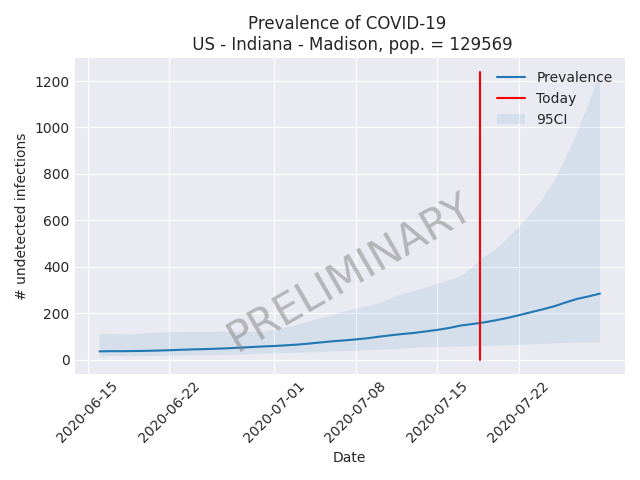 Prevalence of COVID-19
US - Indiana - Madison, pop. = 129569
Prevalence
Today
95CI
1200
1000
800
600
400
200
0
# undetected infections
PRELIMINARY
2020-06-15
2020-06-22
2020-07-01
2020-07-08
2020-07-15
2020-07-22
Date